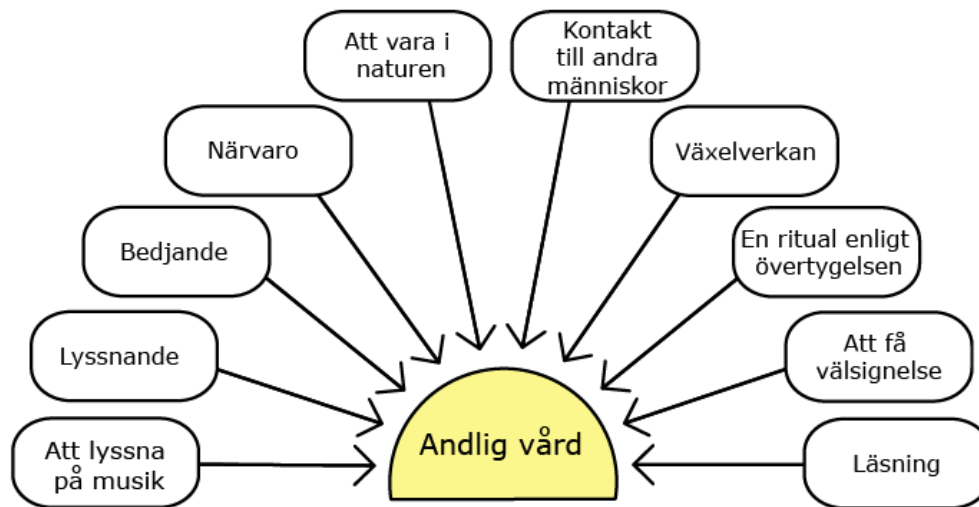 Att vara i
naturen
Kontakt
till andra
människor
Närvaro
Växelverkan
Bedjande
En ritual enligt
övertygelsen
Lyssnande
Att få
välsignelse
Att lyssna
på musik
Andlig vård
Läsning